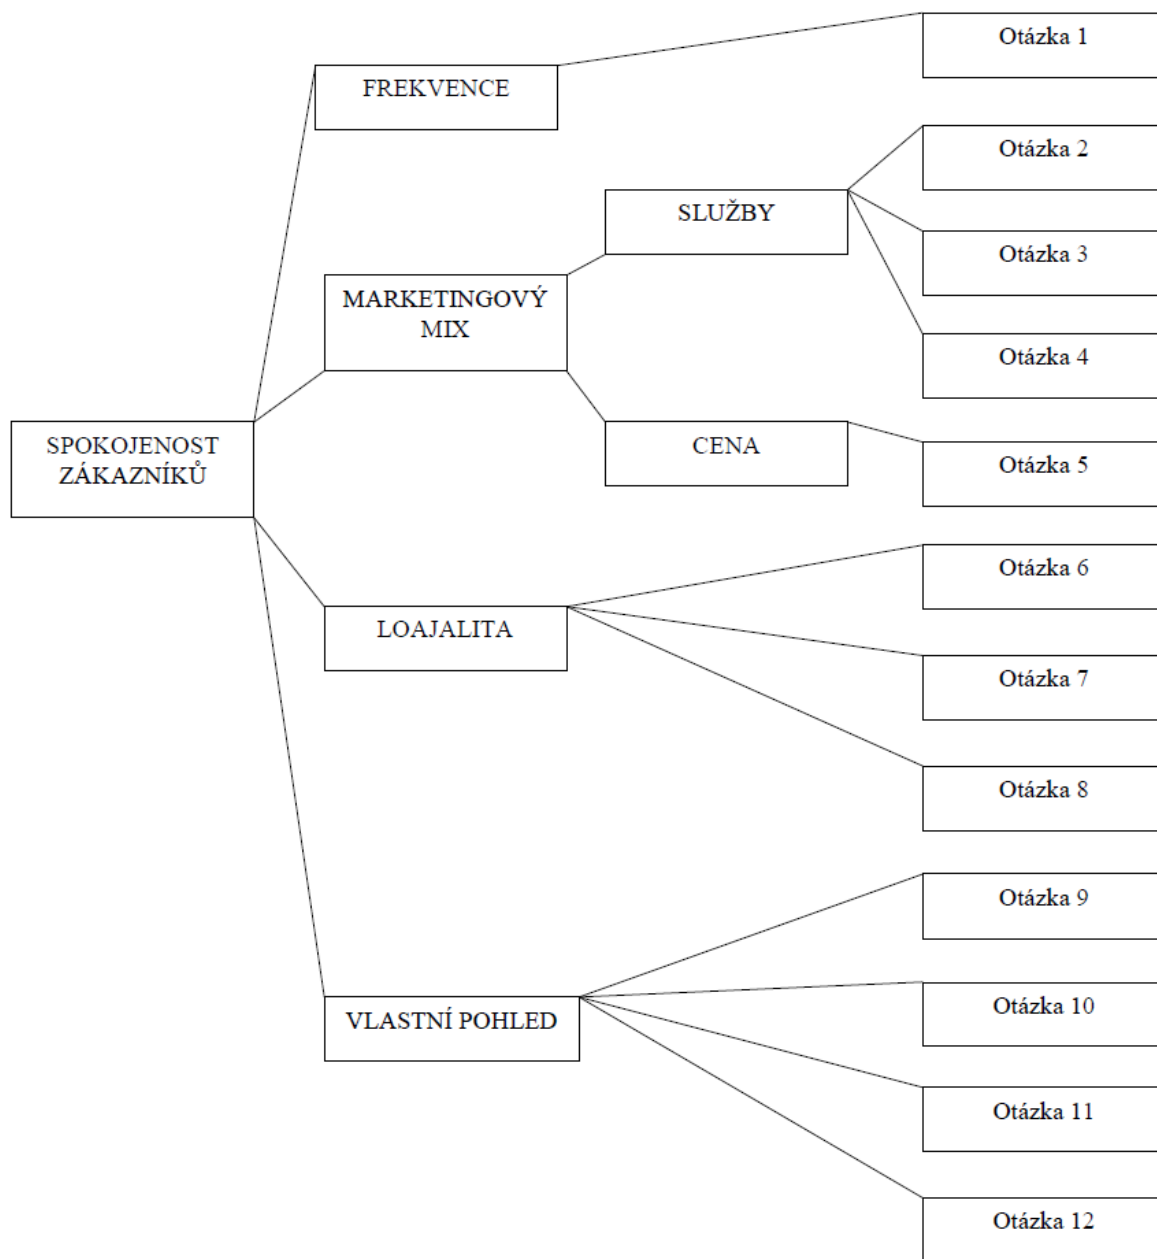 Otázka 1
FREKVENCE
Otázka 2
SLUŽBY
Otázka 3
MARKETINGOVÝ
MIX
Otázka 4
SPOKOJENOST
ZÁKAZNÍKŮ
CENA
Otázka 5
Otázka 6
LOAJALITA
Otázka 7
Otázka 8
Otázka 9
VLASTNÍ POHLED
Otázka 10
Otázka 11
Otázka 12